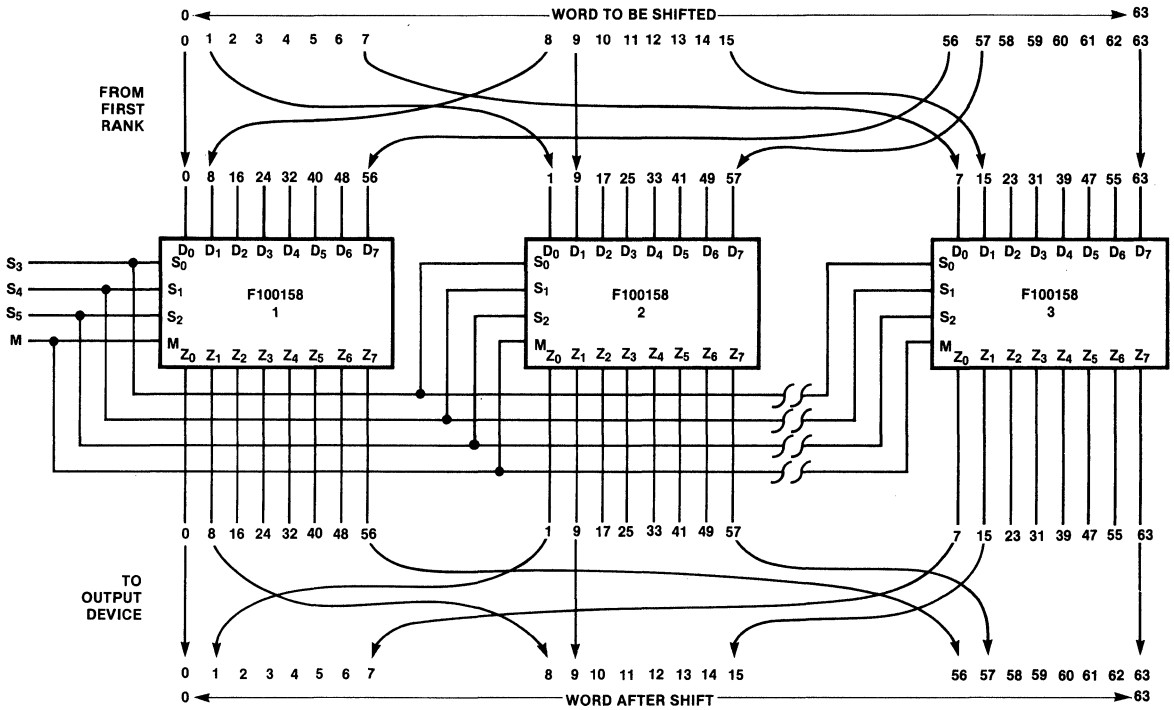 0 WORD TO BE SHIFTED 63
0 1 2 3 4 5 6 7 8 9 10 11 12 13 14 15 56 57 58 59 60 61 62 63
FROM
FIRST
RANK
0 8 16 24 32 40 48 56 1 9 17 25 33 41 49 57 7 15 23 31 39 47 55 63
D0 D1 D2 D3 D4 D5 D6 D7 D0 D1 D2 D3 D4 D5 D6 D7 D0 D1 D2 D3 D4 D5 D6 D7
S3 S0 S0 S0
S4 S1 F100158 S1 F100158 S1 F100158
S5 S2 1 S2 2 S2 3
M M M M
Z0 Z1 Z2 Z3 Z4 Z5 Z6 Z7 Z0 Z1 Z2 Z3 Z4 Z5 Z6 Z7 Z0 Z1 Z2 Z3 Z4 Z5 Z6 Z7
0 8 16 24 32 40 48 56 1 9 17 25 33 41 49 57 7 15 23 31 39 47 55 63
TO
OUTPUT
DEVICE
0 1 2 3 4 5 6 7 8 9 10 11 12 13 14 15 56 57 58 59 60 61 62 63
0 WORD AFTER SHIFT 63